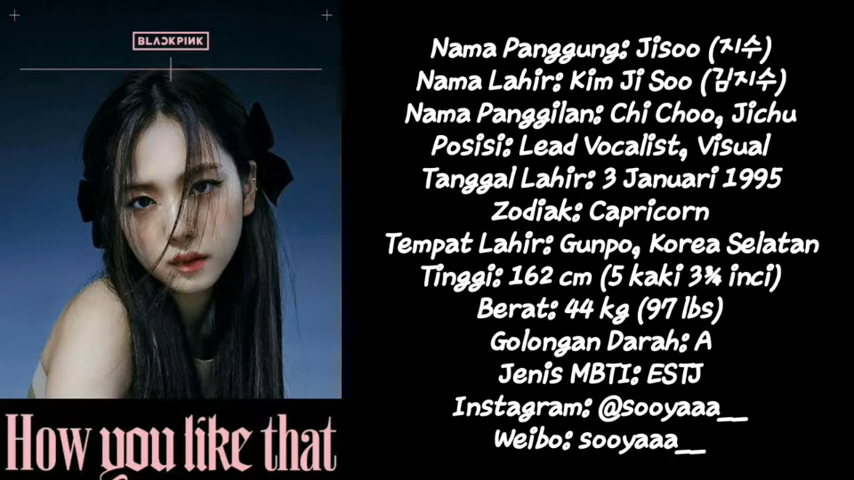 BLACKPINK
How you like that
Nama Panggung: Jisoo (지수)
Nama Lahir: Kim Ji Soo (김지수)
Nama Panggilan: Chi Choo, Jichu
Posisi: Lead Vocalist, Visual
Tanggal Lahir: 3 Januari 1995
Zodiak: Capricorn
Tempat Lahir: Gunpo, Korea Selatan
Tinggi: 162 cm (5 kaki 3¾ inci)
Berat: 44 kg (97 lbs)
Golongan Darah: A
Jenis MBTI: ESTJ
Instagram: @sooyaaa__
Weibo: sooyaaa__